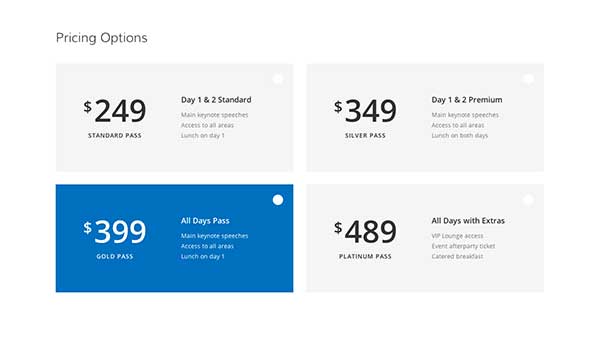 Pricing Options
$249
STANDARD PASS
Day 1 & 2 Standard
Main keynote speeches
Access to all areas
Lunch on day 1
$349
SILVER PASS
Day 1 & 2 Premium
Main keynote speeches
Access to all areas
Lunch on both days
$399
GOLD PASS
All Days Pass
Main keynote speeches
Access to all areas
Lunch on day 1
$489
PLATINUM PASS
All Days with Extras
VIP Lounge access
Event afterparty ticket
Catered breakfast